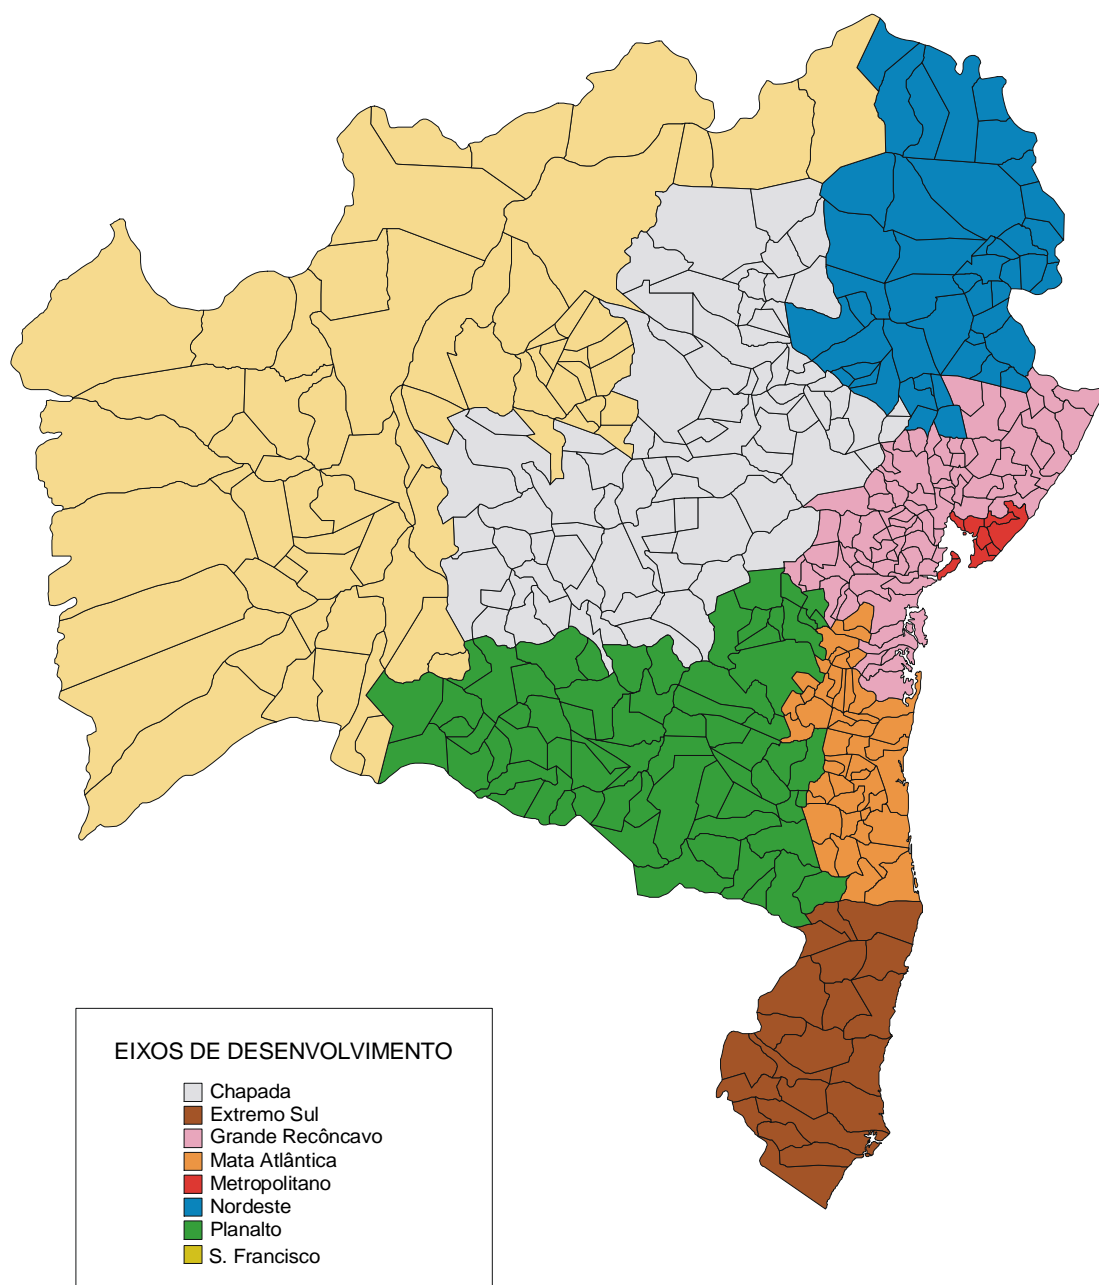 EIXOS DE DESENVOLVIMENTO
Chapada
Extremo Sul
Grande Recôncavo
Mata Atlântica
Metropolitano
Nordeste
Planalto
S. Francisco